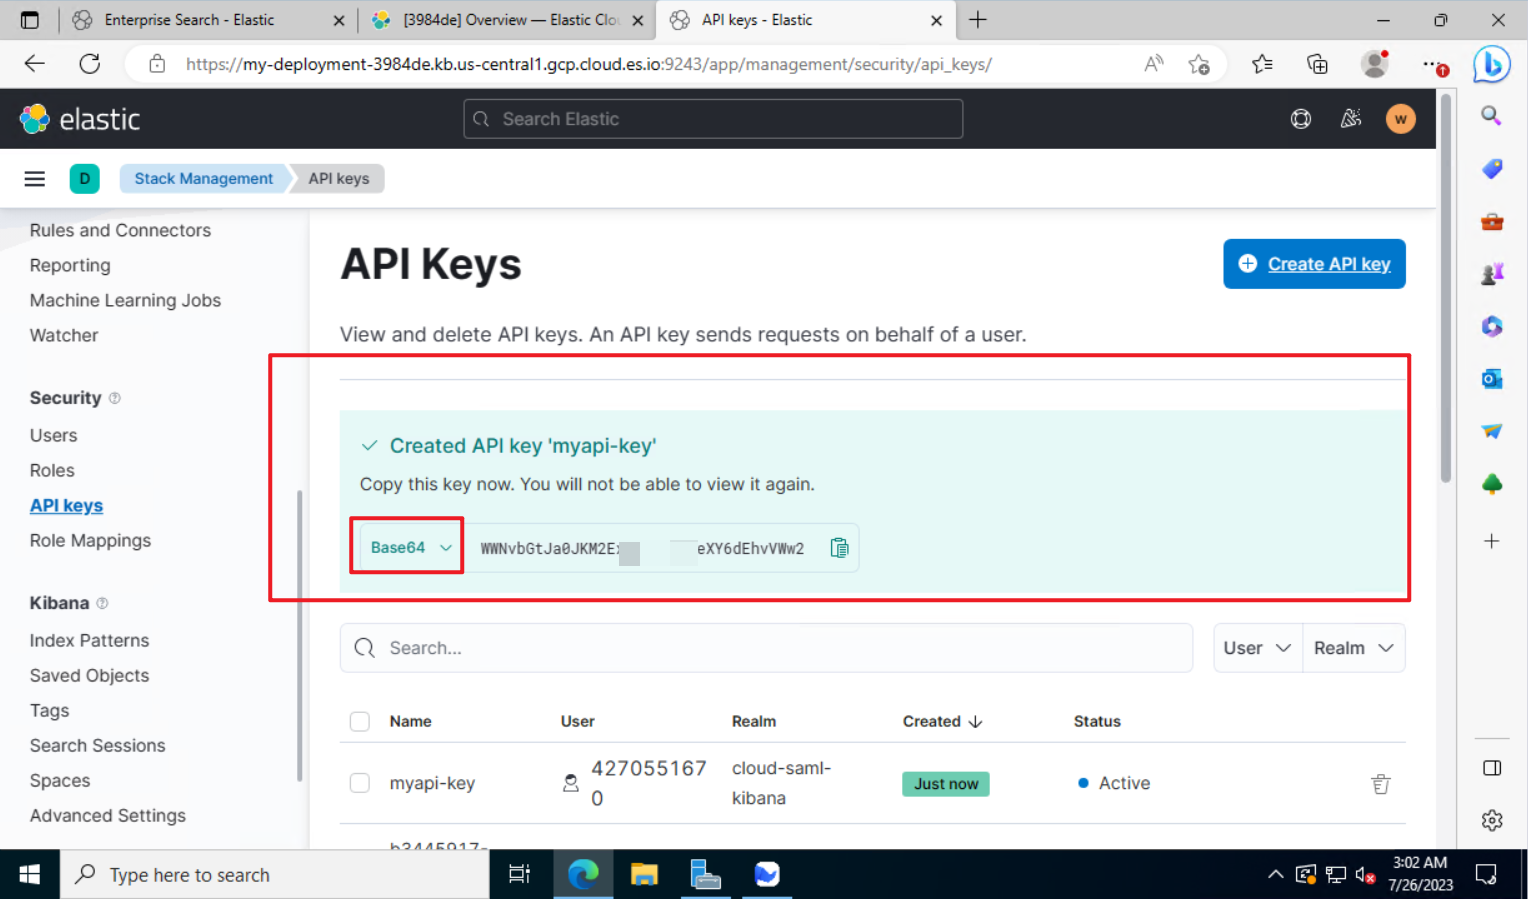 Enterprise Search - Elastic
[3984de] Overview — Elastic Clou
API keys - Elastic
https://my-deployment-3984de.kb.us-central1.gcp.cloud.es.io:9243/app/management/security/api_keys/
elastic
Search Elastic
W
D
Stack Management
API keys
Rules and Connectors
Reporting
Machine Learning Jobs
Watcher
Security
Users
Roles
API keys
Role Mappings
Kibana
Index Patterns
Saved Objects
Tags
Search Sessions
Spaces
Advanced Settings
API Keys
Create API key
View and delete API keys. An API key sends requests on behalf of a user.
Created API key 'myapi-key'
Copy this key now. You will not be able to view it again.
Base64
WWNvbGtJa0JKM2E
eXY6dEhvVWw2
Search...
User
Realm
Name
User
Realm
Created
Status
myapi-key
427055167
0
cloud-saml-
kibana
Just now
Active
Type here to search
3:02 AM
7/26/2023